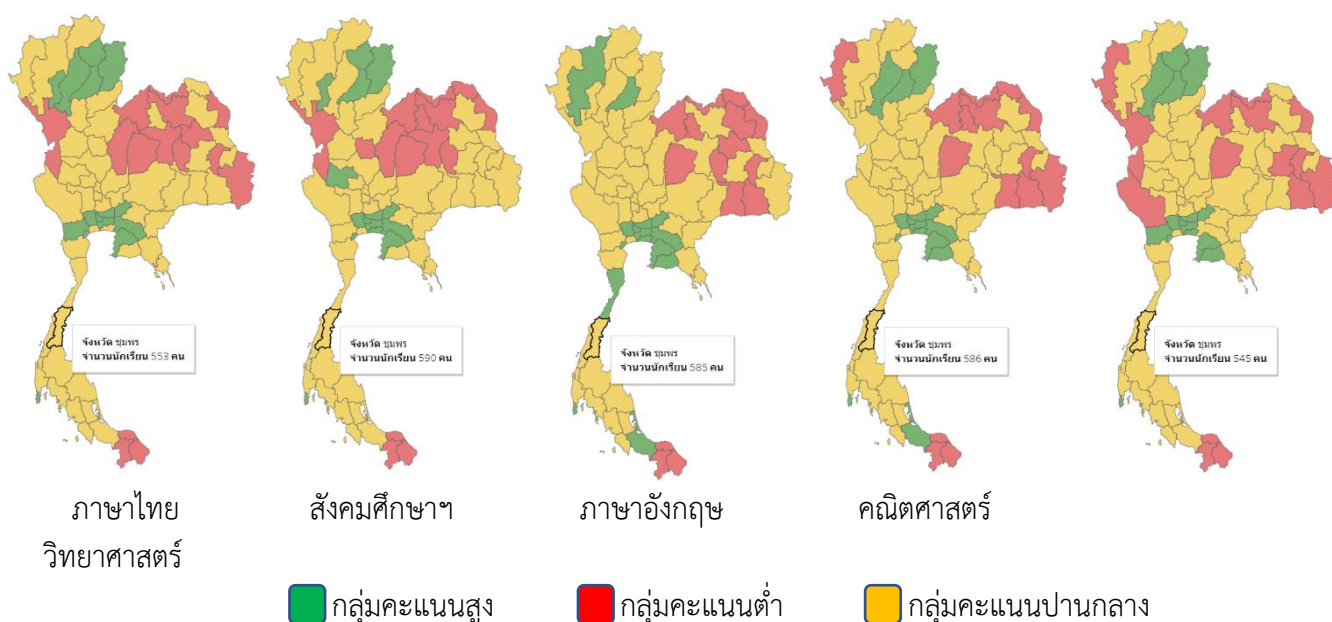 จังหวัด ชุมพร
จำนวนนักเรียน 553 คน
จังหวัด ชุมพร
จำนวนนักเรียน 590 คน
จังหวัด ชุมพร
จำนวนนักเรียน 585 คน
จังหวัด ชุมพร
จำนวนนักเรียน 586 คน
จังหวัด ชุมพร
จำนวนนักเรียน 545 คน
ภาษาไทย สังคมศึกษาฯ ภาษาอังกฤษ คณิตศาสตร์
วิทยาศาสตร์
กลุ่มคะแนนสูง กลุ่มคะแนนต่ำ กลุ่มคะแนนปานกลาง